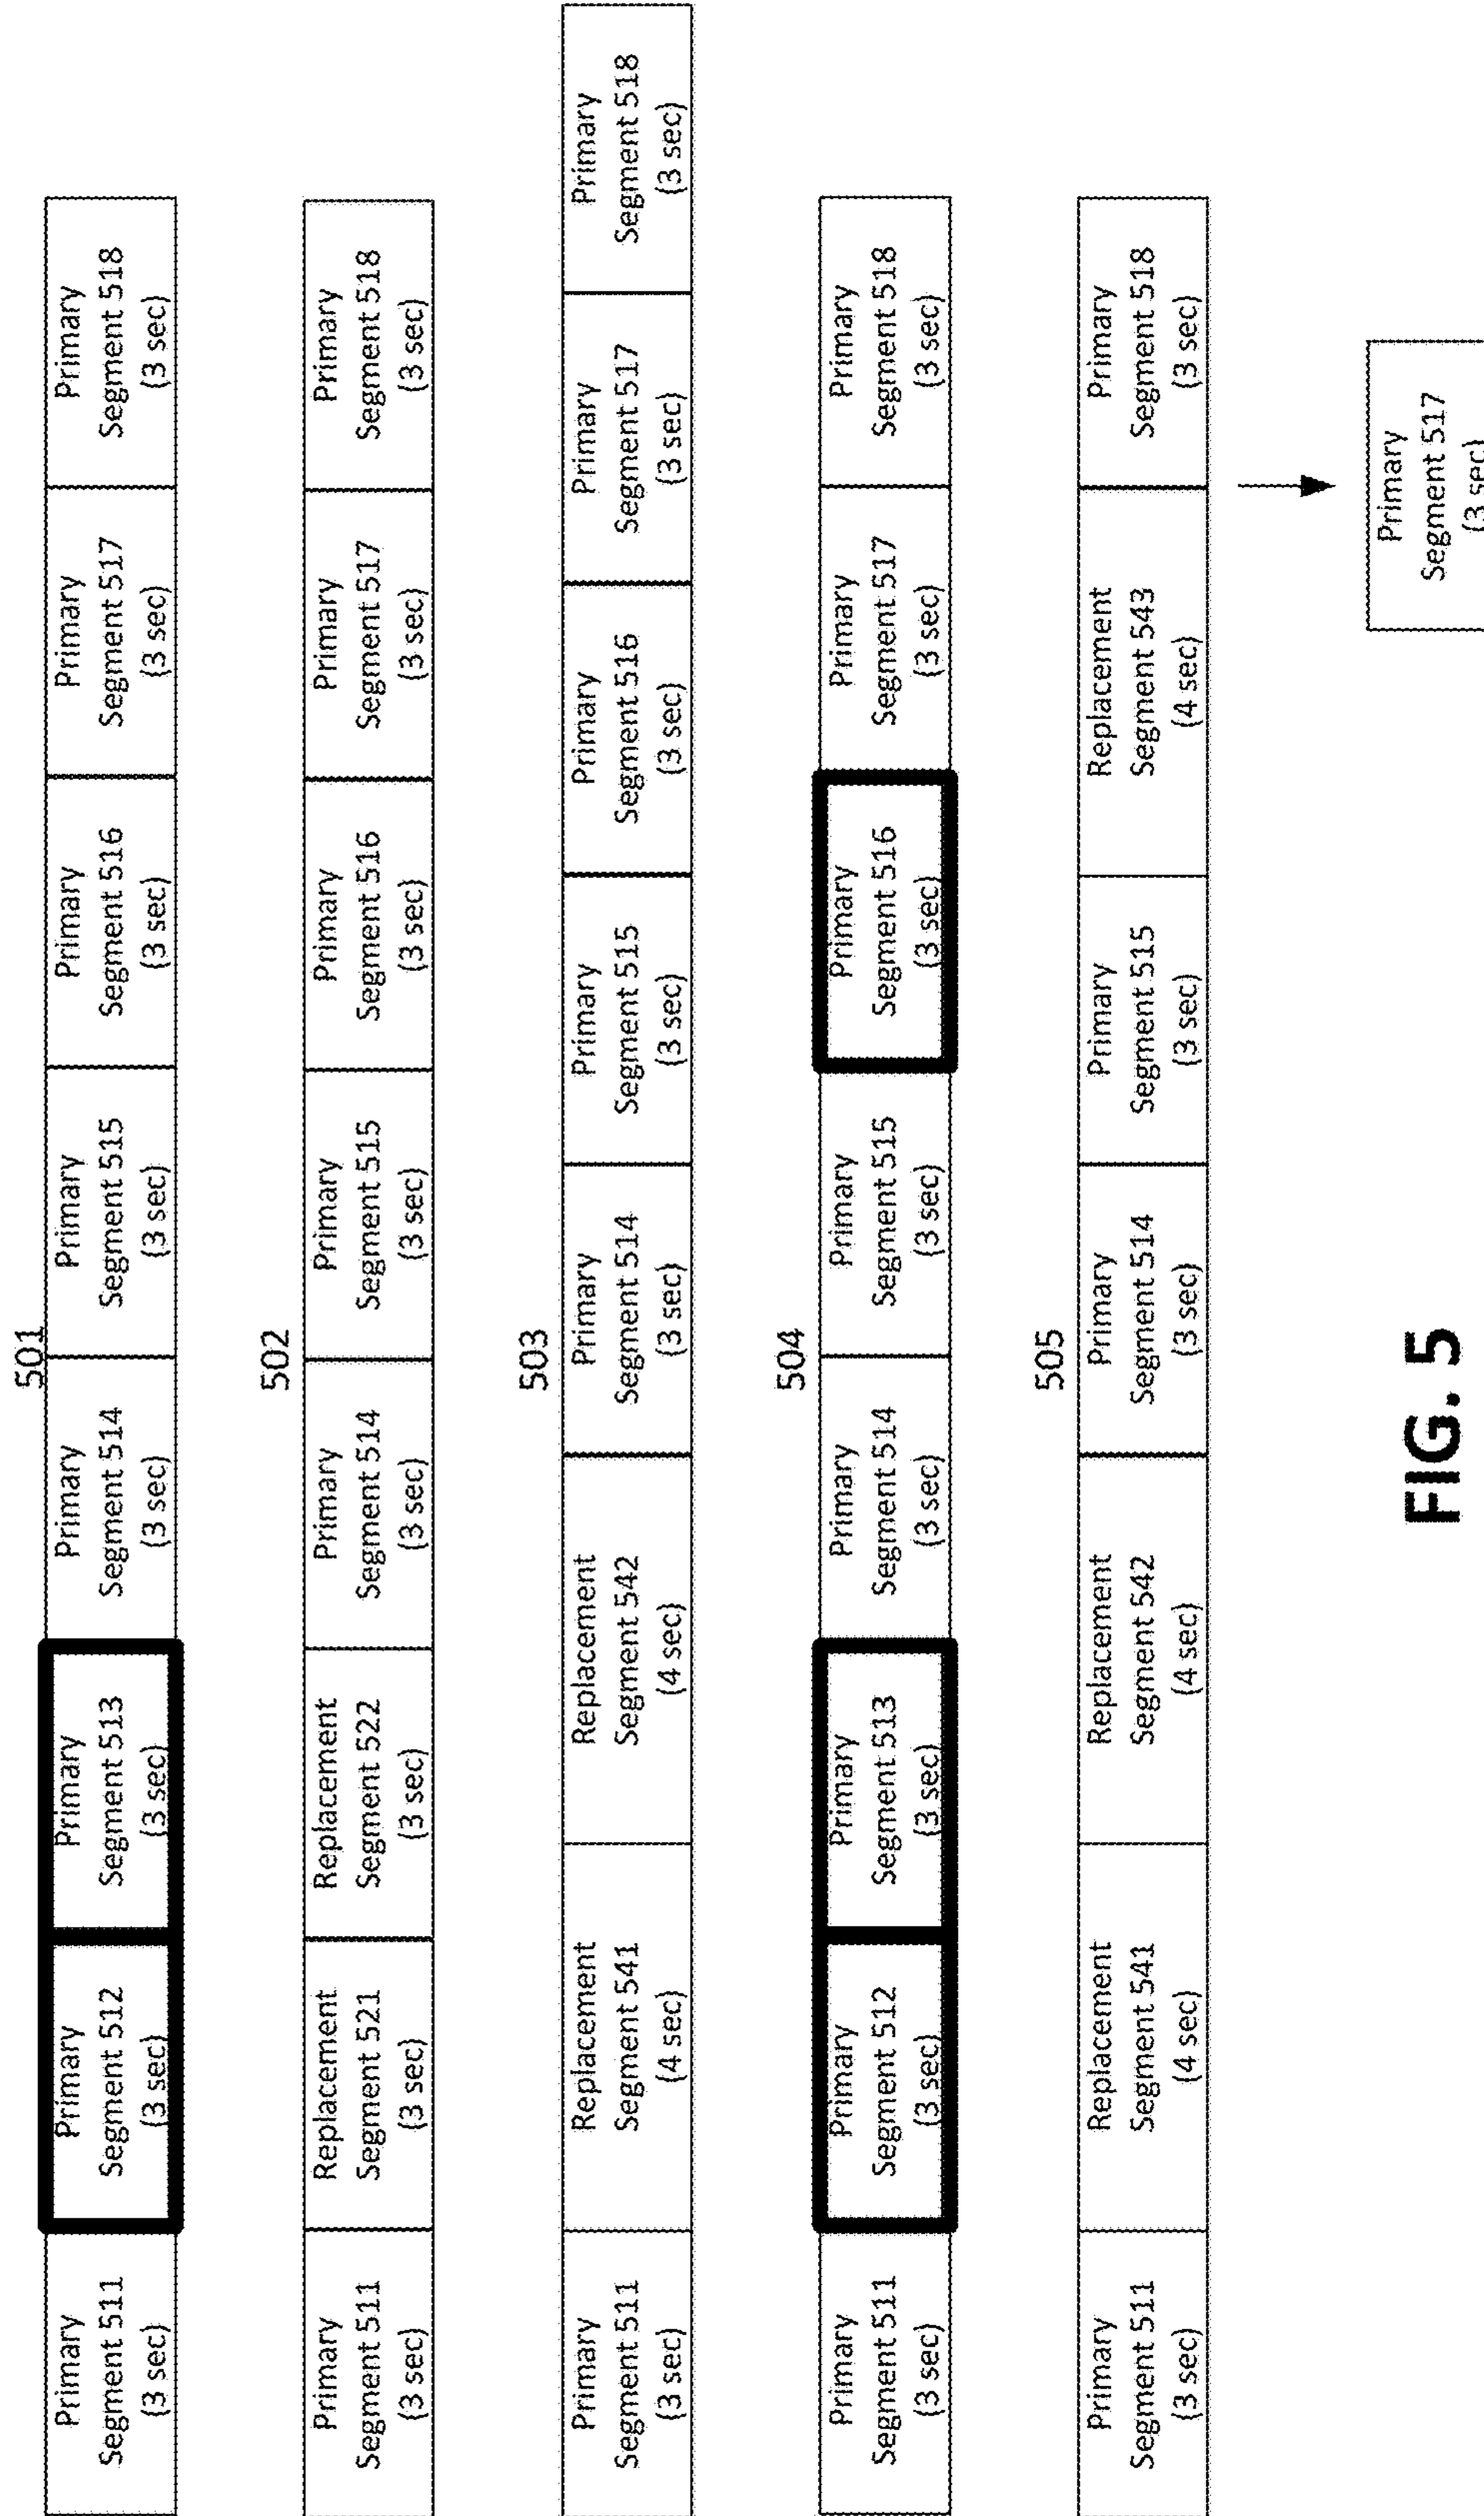 501
Primary
Segment 511
(3 sec)
Primary
Segment 512
(3 sec)
Primary
Segment 513
(3 sec)
Primary
Segment 514
(3 sec)
Primary
Segment 515
(3 sec)
Primary
Segment 516
(3 sec)
Primary
Segment 517
(3 sec)
Primary
Segment 518
(3 sec)
502
Primary
Segment 511
(3 sec)
Replacement
Segment 521
(3 sec)
Replacement
Segment 522
(3 sec)
Primary
Segment 514
(3 sec)
Primary
Segment 515
(3 sec)
Primary
Segment 516
(3 sec)
Primary
Segment 517
(3 sec)
Primary
Segment 518
(3 sec)
503
Primary
Segment 511
(3 sec)
Replacement
Segment 541
(4 sec)
Replacement
Segment 542
(4 sec)
Primary
Segment 514
(3 sec)
Primary
Segment 515
(3 sec)
Primary
Segment 516
(3 sec)
Primary
Segment 517
(3 sec)
Primary
Segment 518
(3 sec)
504
Primary
Segment 511
(3 sec)
Primary
Segment 512
(3 sec)
Primary
Segment 513
(3 sec)
Primary
Segment 514
(3 sec)
Primary
Segment 515
(3 sec)
Primary
Segment 516
(3 sec)
Primary
Segment 517
(3 sec)
Primary
Segment 518
(3 sec)
505
Primary
Segment 511
(3 sec)
Replacement
Segment 541
(4 sec)
Replacement
Segment 542
(4 sec)
Primary
Segment 514
(3 sec)
Primary
Segment 515
(3 sec)
Replacement
Segment 543
(4 sec)
Primary
Segment 518
(3 sec)
Primary
Segment 517
(3 sec)
FIG. 5